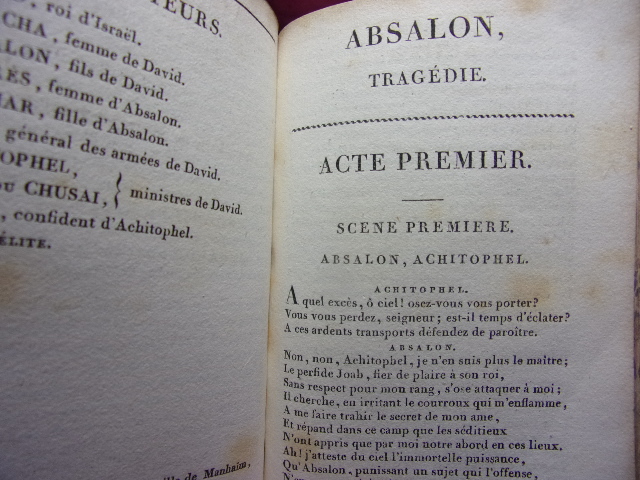 TEURS.
, roi d'Israël.
CHA, femme de David.
LON, fils de David.
RÈS, femme d'Absalon.
AR, fille d'Absalon.
général des armées de David.
OPHEL,
OU CHUSAI, ministres de David.
, confident d'Achitophel.
ÉLITE.
ille de Manhaim,
ABSALON,
TRAGÉDIE.
ACTE PREMIER.
SCENE PREMIERE.
ABSALON, ACHITOPHEL.
ACHITOPHEL.
A quel excès, ô ciel! osez-vous vous porter?
Vous vous perdez, seigneur; est-il temps d'éclater?
A ces ardents transports défendez de paroître.
ABSALON.
Non, non, Achitophel, je n'en suis plus le maître;
Le perfide Joab, fier de plaire à son roi,
Sans respect pour mon rang, s'ose attaquer à moi;
Il cherche, en irritant le courroux qui m'enflamme,
A me faire trahir le secret de mon ame,
Et répand dans ce camp que les séditieux
N'ont appris que par moi notre abord en ces lieux.
Ah! j'atteste du ciel l'immortelle puissance,
Qu'Absalon, punissant un sujet qui l'offense,